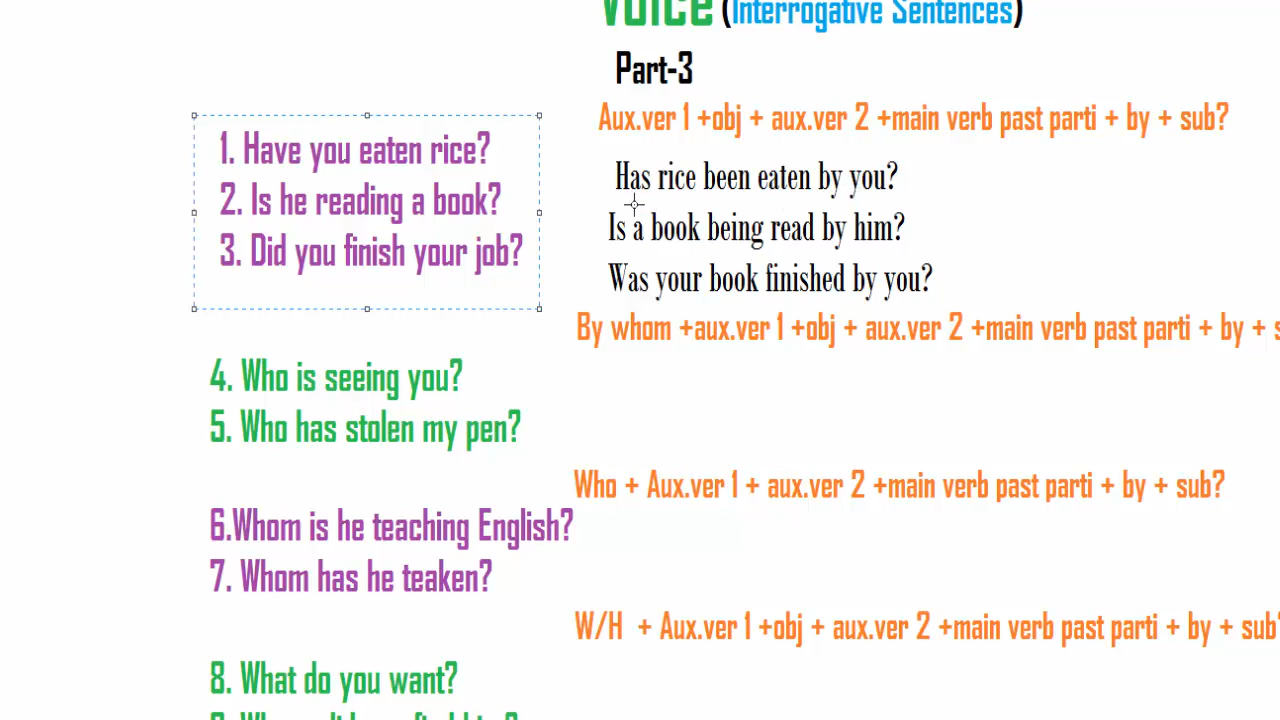 Voice (Interrogative Sentences)
Part-3
Aux.ver 1 +obj + aux.ver 2 +main verb past parti + by + sub?
1. Have you eaten rice?
2. Is he reading a book?
3. Did you finish your job?
Has rice been eaten by you?
Is a book being read by him?
Was your book finished by you?
By whom +aux.ver 1 +obj + aux.ver 2 +main verb past parti + by +
4. Who is seeing you?
5. Who has stolen my pen?
Who + Aux.ver 1 + aux.ver 2 +main verb past parti + by + sub?
6.Whom is he teaching English?
7. Whom has he teaken?
W/H + Aux.ver 1 +obj + aux.ver 2 +main verb past parti + by + sub?
8. What do you want?